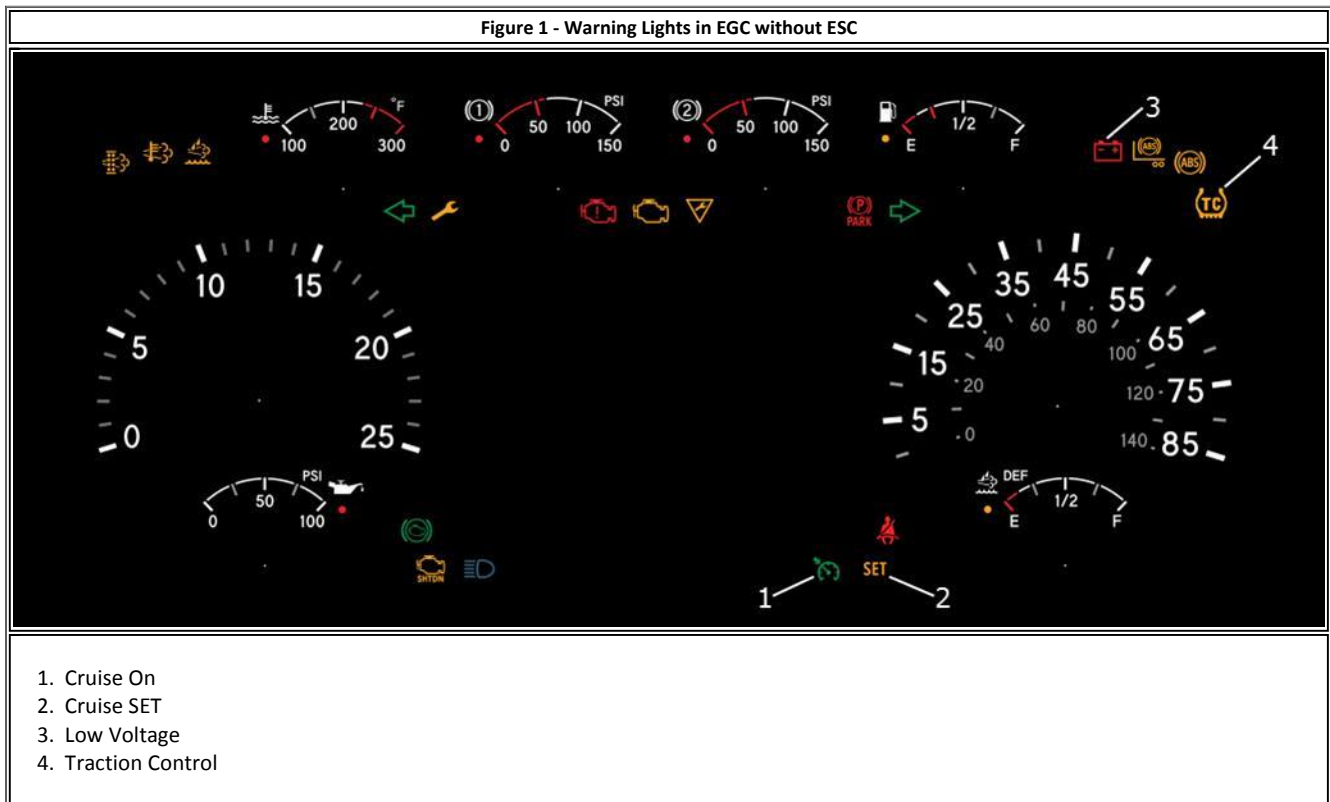 Figure 1 - Warning Lights in EGC without ESC
°F
100 200 300
1
PSI
0 50 100 150
2
PSI
0 50 100 150
E 1/2 F
3
ABS
ABS
4
TC
!
P
PARK
0 5 10 15 20 25
5 15 25 35 45 55 65 75 85
0 20 40 60 80 100 120 140
PSI
0 50 100
DEF
E 1/2 F
SHTDN
SET
1
2
1. Cruise On
2. Cruise SET
3. Low Voltage
4. Traction Control